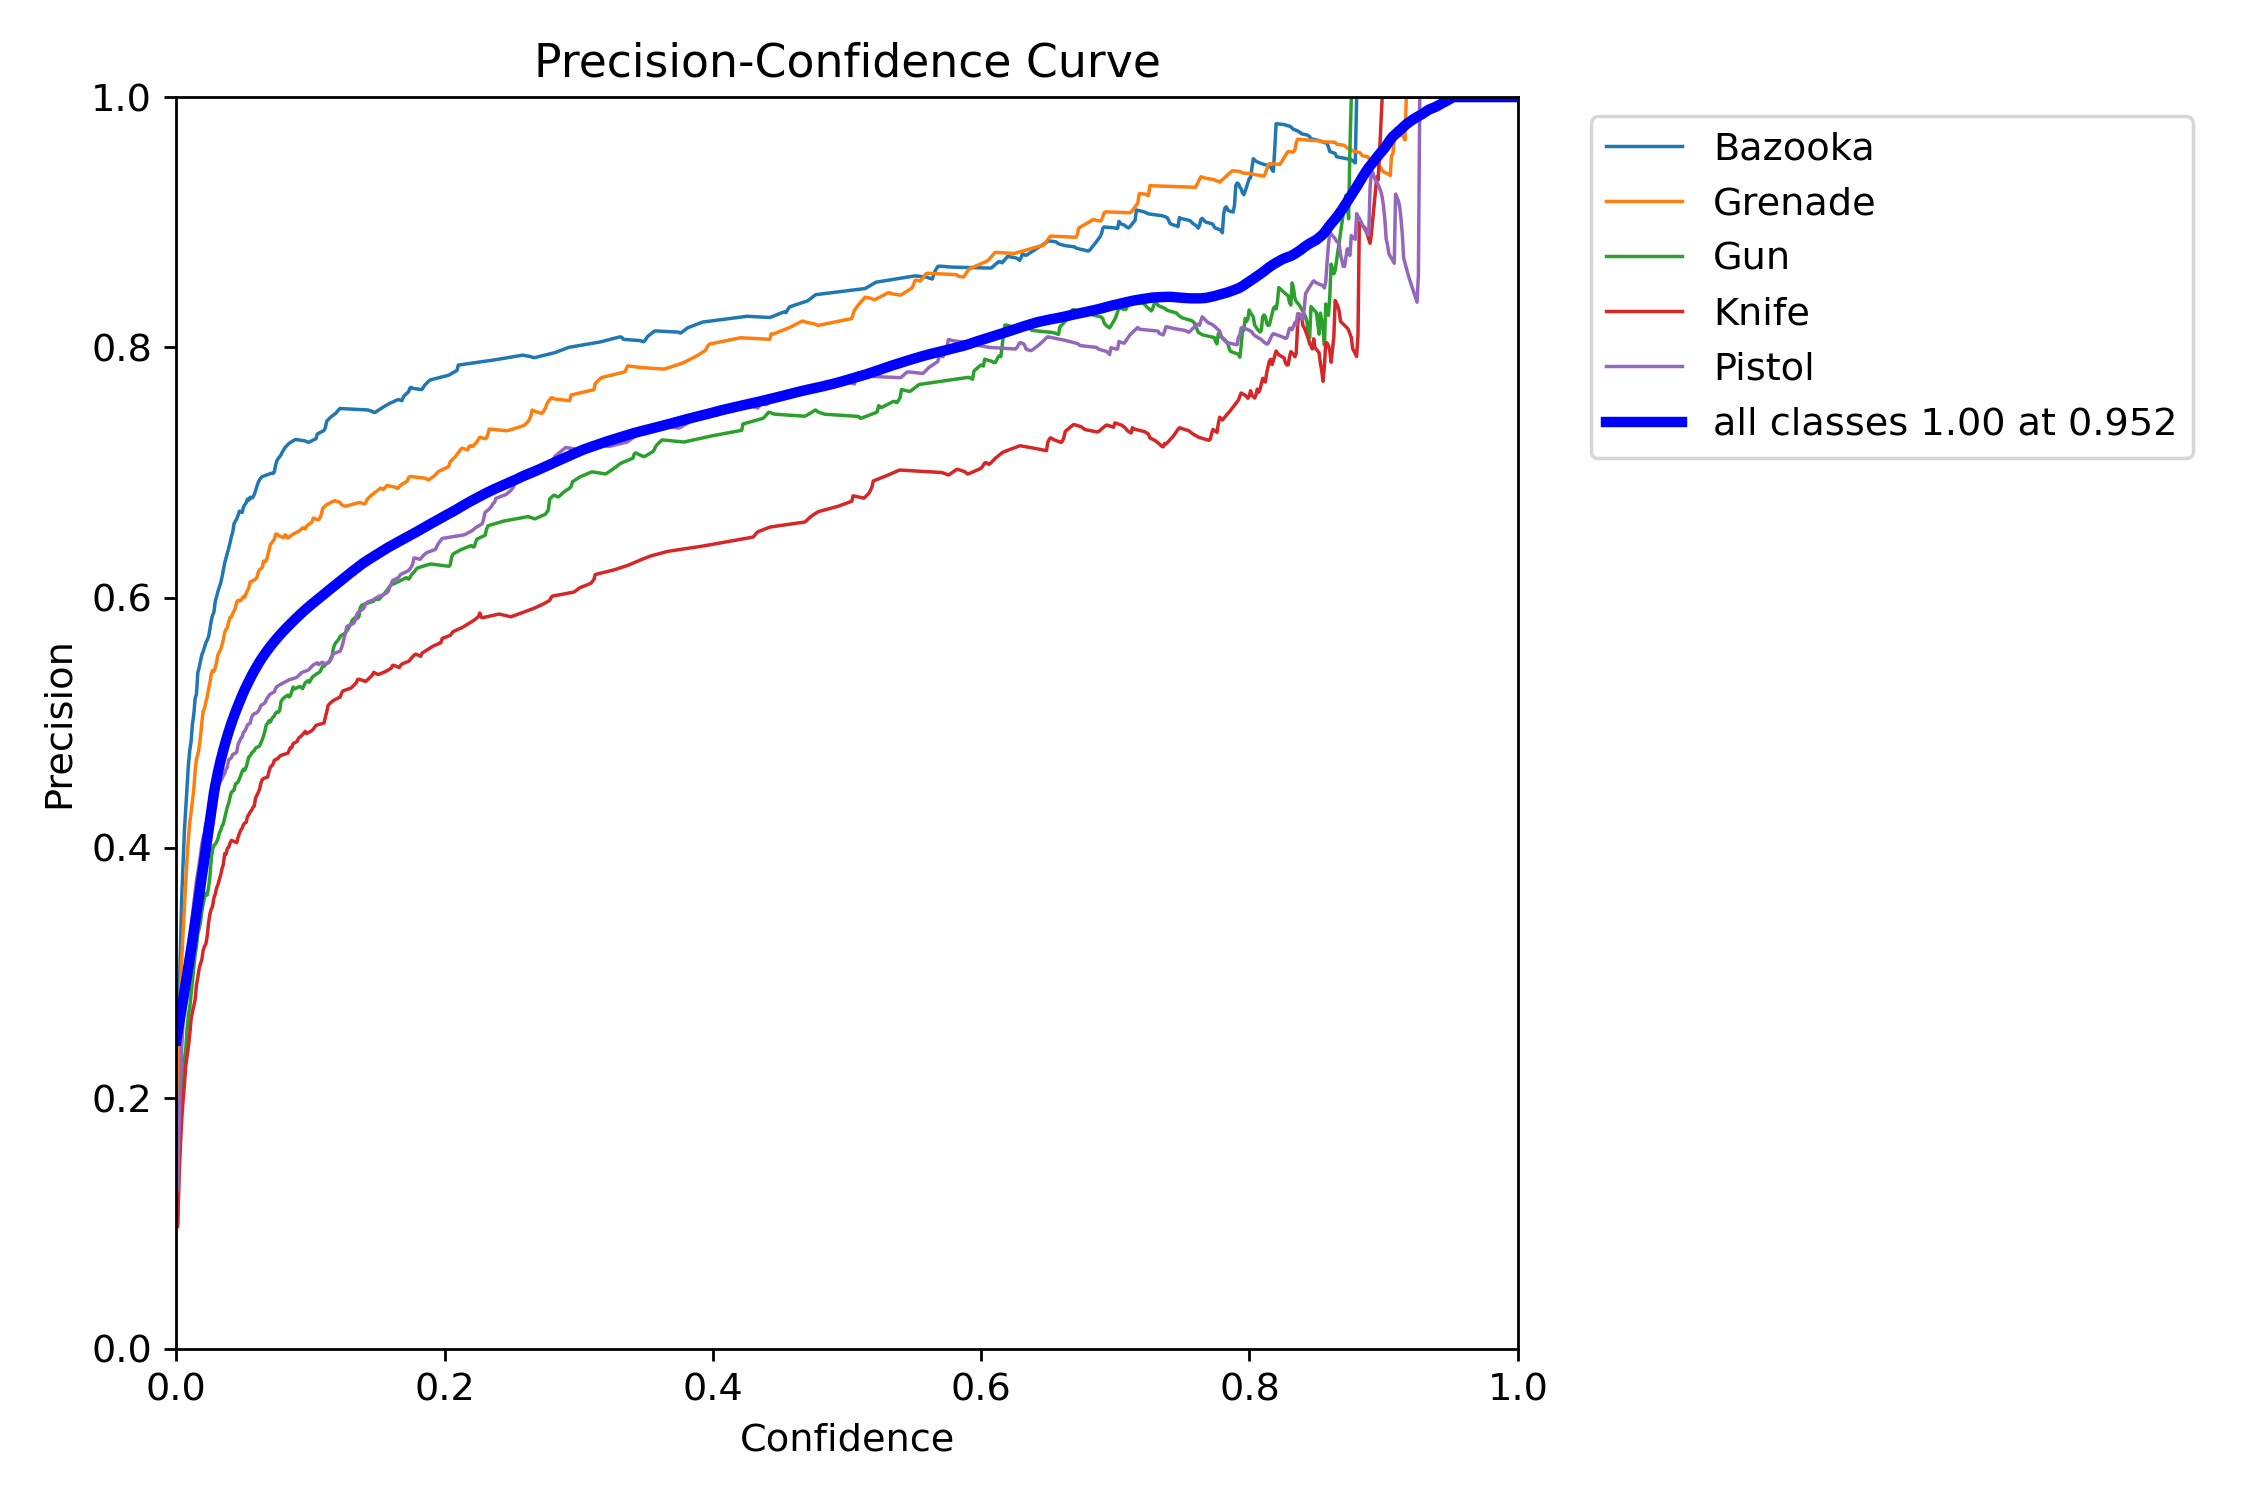 Precision-Confidence Curve
1.0
0.8
0.6
0.4
0.2
0.0
Precision
0.0 0.2 0.4 0.6 0.8 1.0
Confidence
Bazooka
Grenade
Gun
Knife
Pistol
all classes 1.00 at 0.952